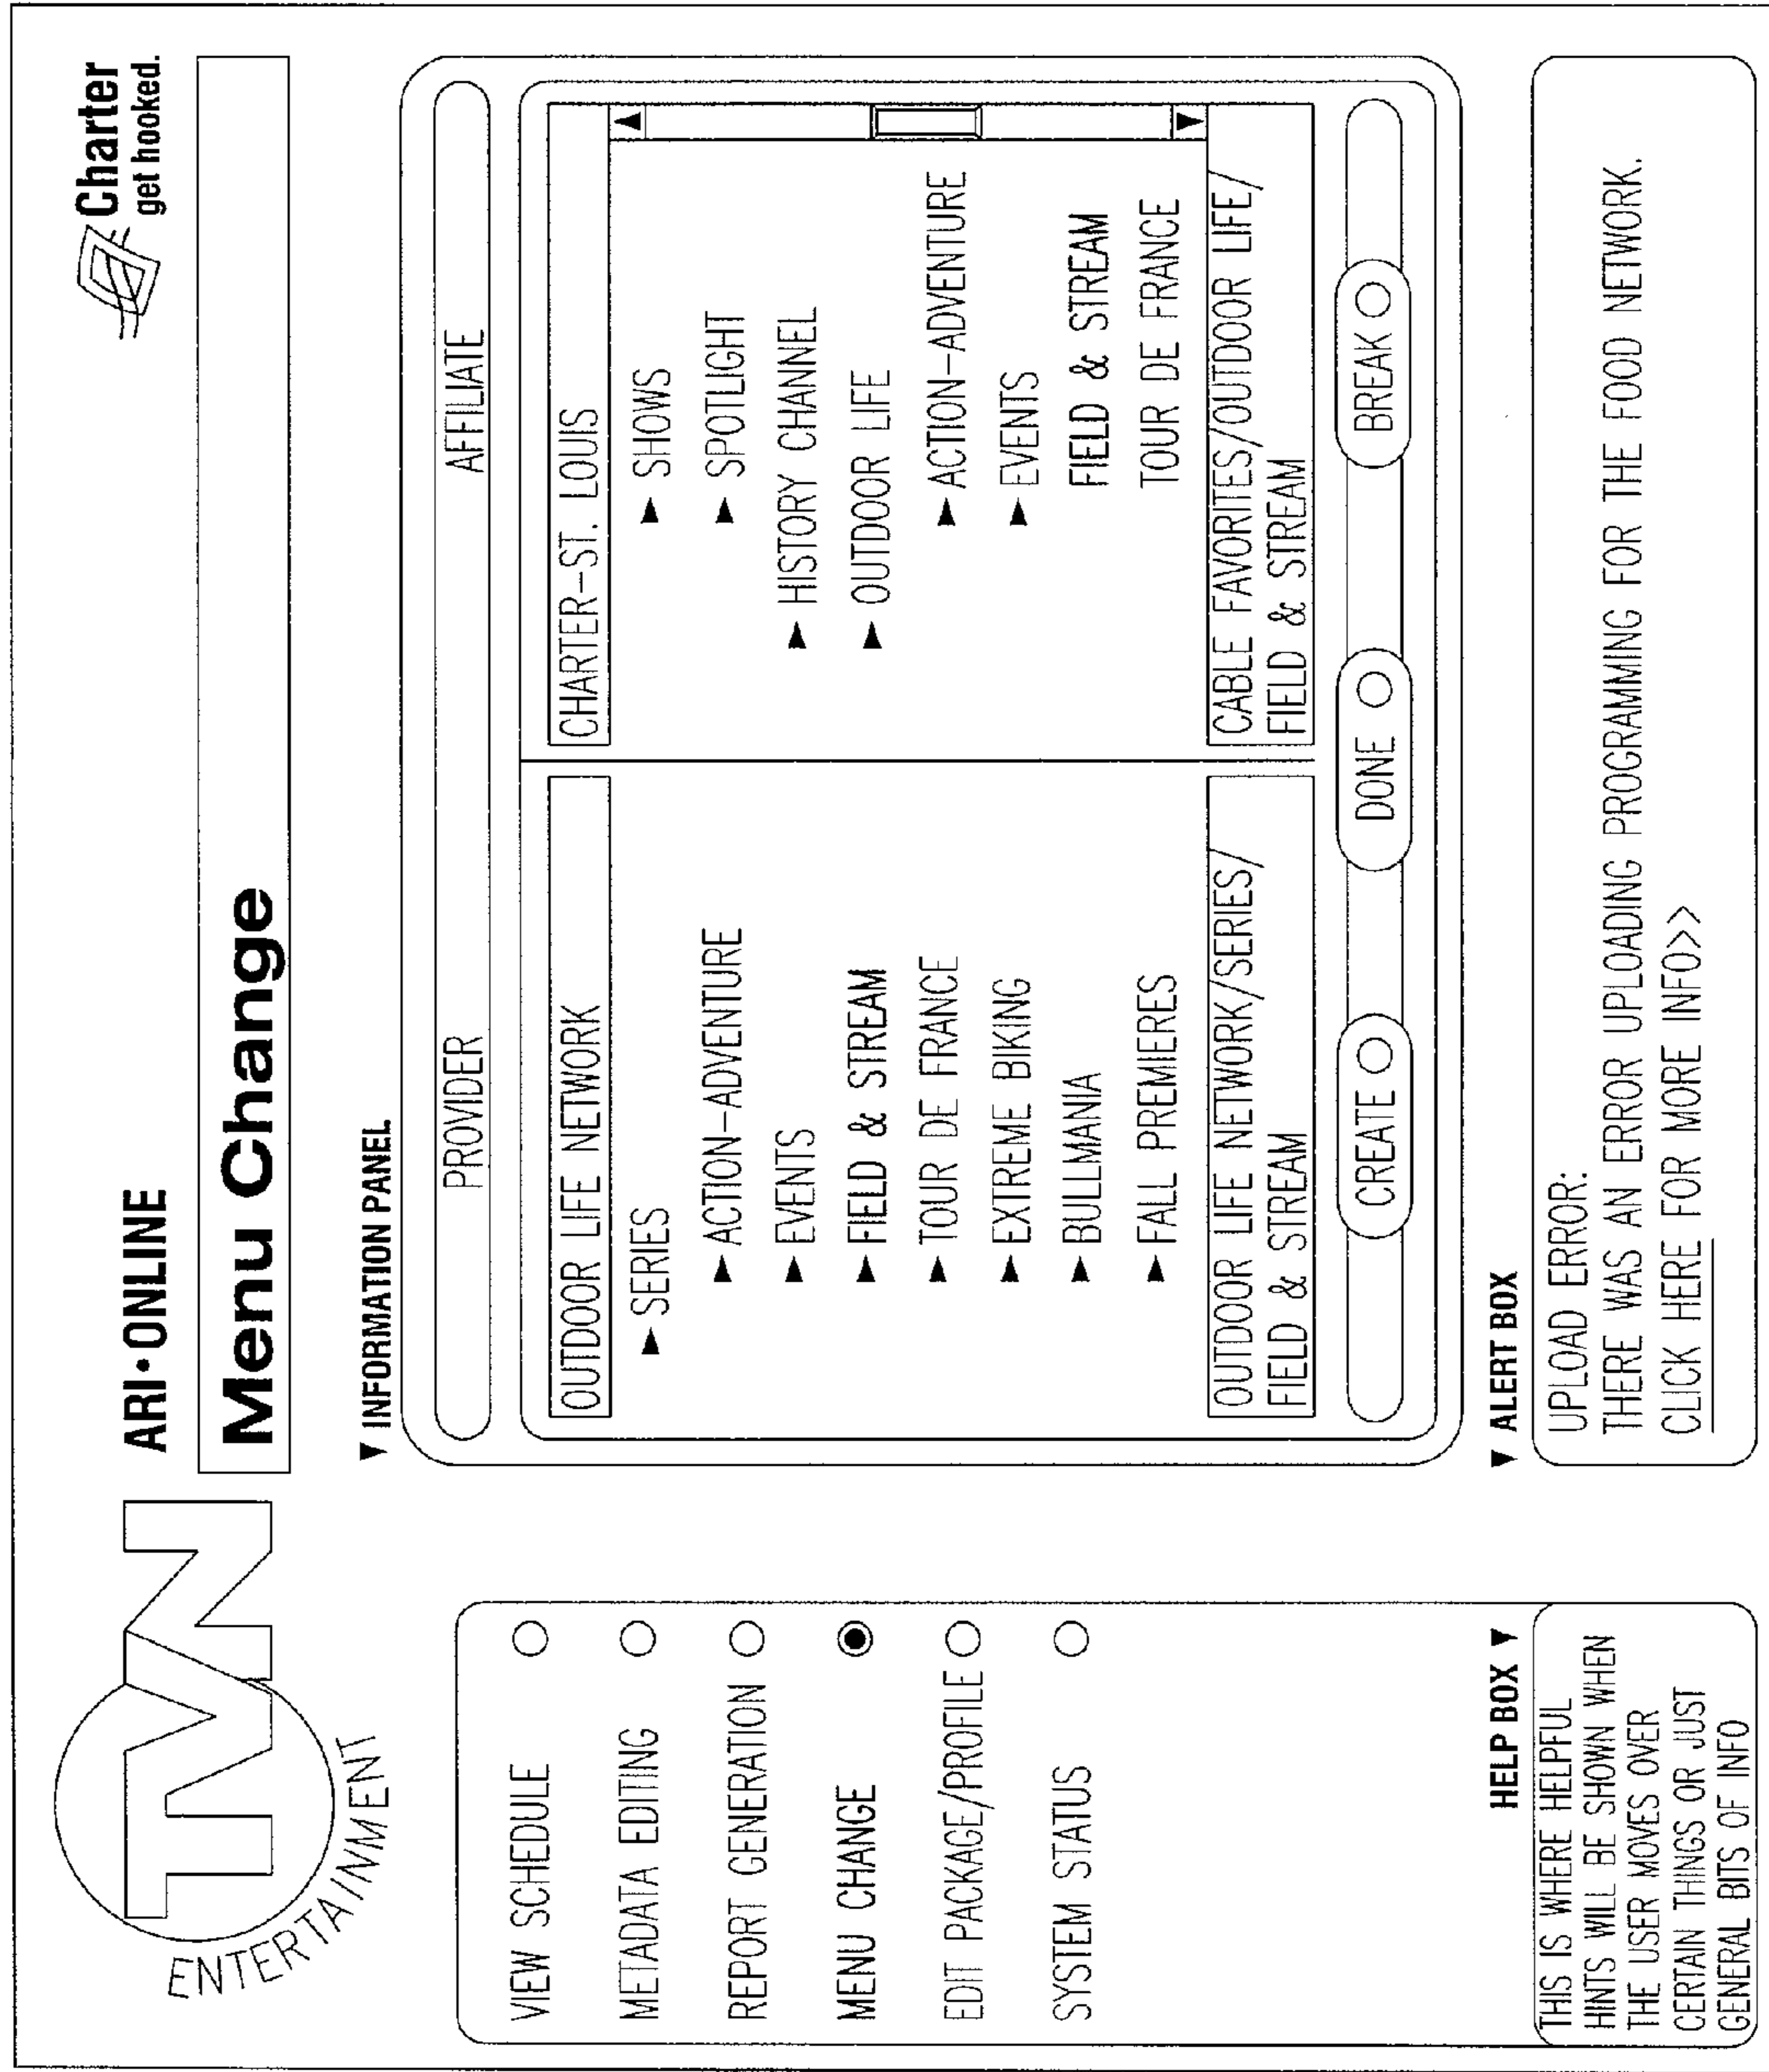 TVN
ENTERTAINMENT
ARI•ONLINE
Charter
get hooked.
Menu Change
VIEW SCHEDULE
METADATA EDITING
REPORT GENERATION
MENU CHANGE
EDIT PACKAGE/PROFILE
SYSTEM STATUS
HELP BOX ▼
THIS IS WHERE HELPFUL
HINTS WILL BE SHOWN WHEN
THE USER MOVES OVER
CERTAIN THINGS OR JUST
GENERAL BITS OF INFO
▼ INFORMATION PANEL
PROVIDER
OUTDOOR LIFE NETWORK
► SERIES
► ACTION-ADVENTURE
► EVENTS
► FIELD & STREAM
► TOUR DE FRANCE
► EXTREME BIKING
► BULLMANIA
► FALL PREMIERES
OUTDOOR LIFE NETWORK/SERIES/
FIELD & STREAM
AFFILIATE
CHARTER-ST. LOUIS
► SHOWS
► SPOTLIGHT
► HISTORY CHANNEL
► OUTDOOR LIFE
► ACTION-ADVENTURE
► EVENTS
FIELD & STREAM
TOUR DE FRANCE
CABLE FAVORITES/OUTDOOR LIFE/
FIELD & STREAM
CREATE
DONE
BREAK
▼ ALERT BOX
UPLOAD ERROR:
THERE WAS AN ERROR UPLOADING PROGRAMMING FOR THE FOOD NETWORK.
CLICK HERE FOR MORE INFO>>